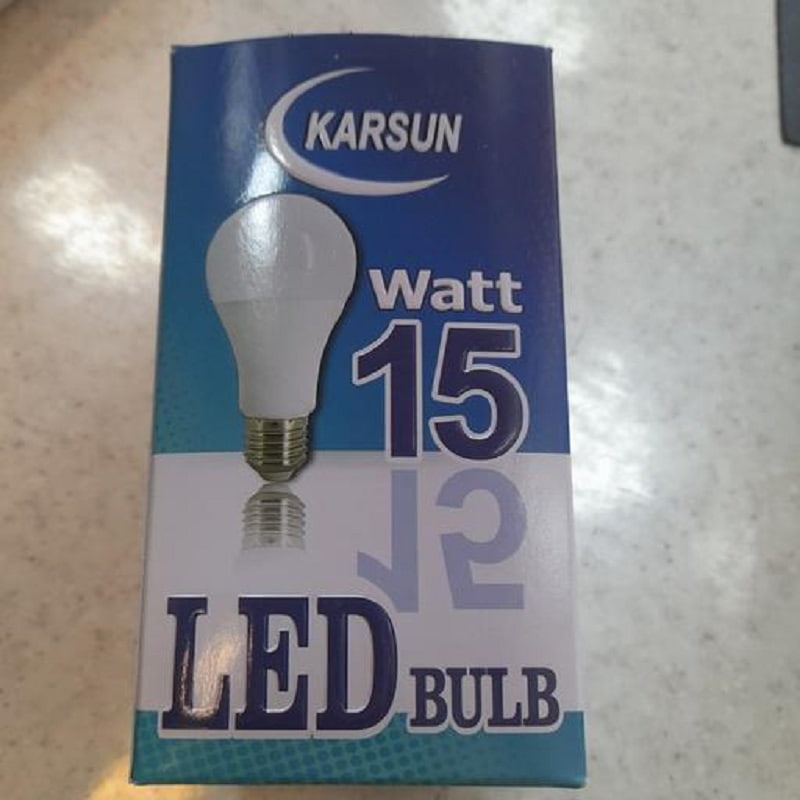 KARSUN
Watt
15
LED BULB